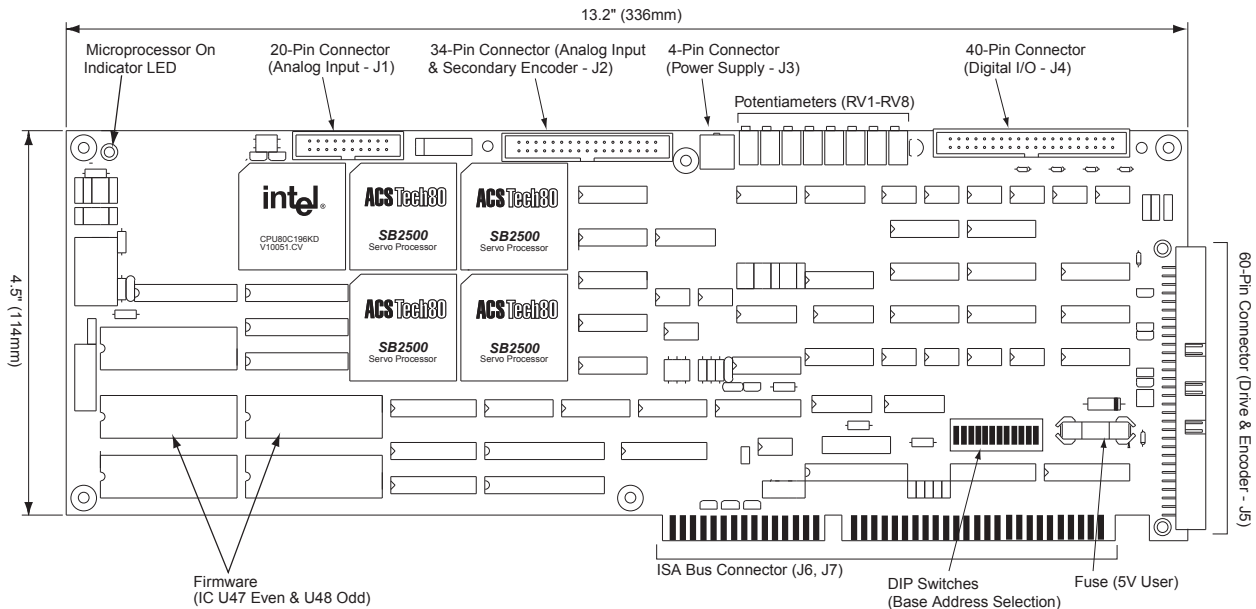 13.2" (336mm)
Microprocessor On
Indicator LED
20-Pin Connector
(Analog Input - J1)
34-Pin Connector (Analog Input
& Secondary Encoder - J2)
4-Pin Connector
(Power Supply - J3)
40-Pin Connector
(Digital I/O - J4)
Potentiameters (RV1-RV8)
4.5" (114mm)
intel®
CPU80C196KD
V10051.CV
ACS Tech80
SB2500
Servo Processor
ACS Tech80
SB2500
Servo Processor
ACS Tech80
SB2500
Servo Processor
ACS Tech80
SB2500
Servo Processor
60-Pin Connector (Drive & Encoder - J5)
Firmware
(IC U47 Even & U48 Odd)
ISA Bus Connector (J6, J7)
DIP Switches
(Base Address Selection)
Fuse (5V User)